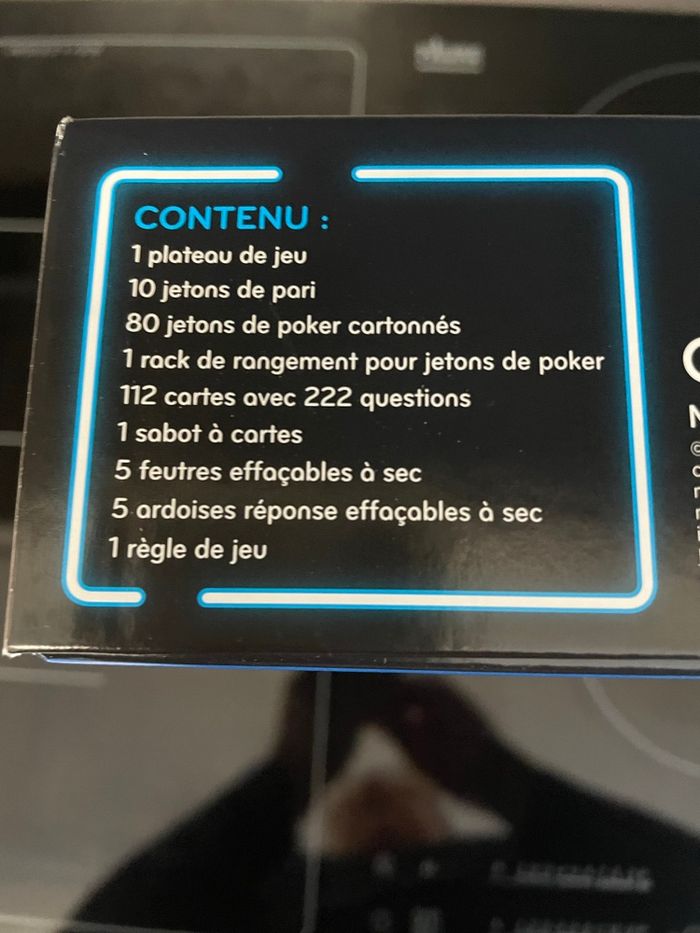 CONTENU :
1 plateau de jeu
10 jetons de pari
80 jetons de poker cartonnés
1 rack de rangement pour jetons de poker
112 cartes avec 222 questions
1 sabot à cartes
5 feutres effaçables à sec
5 ardoises réponse effaçables à sec
1 règle de jeu